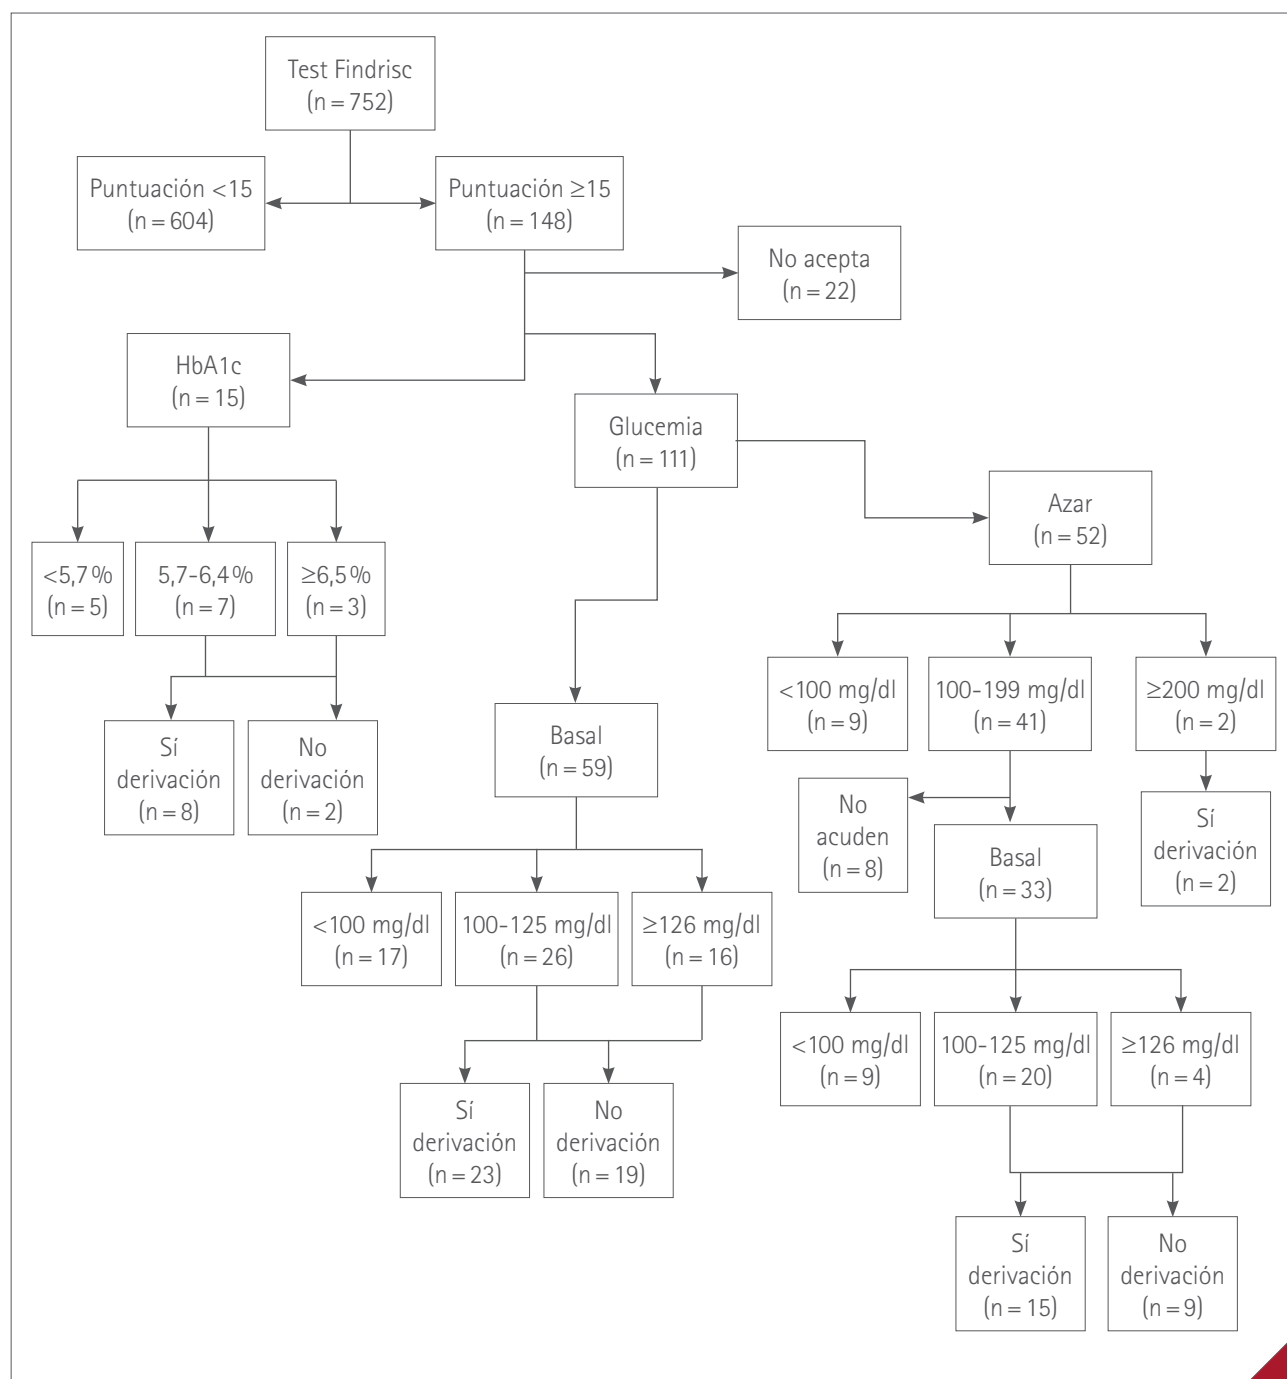 Test Findrisc
(n = 752)
Puntuación <15
(n = 604)
Puntuación ≥15
(n = 148)
No acepta
(n = 22)
HbA1c
(n = 15)
Glucemia
(n = 111)
Azar
(n = 52)
<5,7 %
(n = 5)
5,7-6,4 %
(n = 7)
≥6,5 %
(n = 3)
Sí
derivación
(n = 8)
No
derivación
(n = 2)
Basal
(n = 59)
<100 mg/dl
(n = 9)
100-199 mg/dl
(n = 41)
≥200 mg/dl
(n = 2)
No
acuden
(n = 8)
Basal
(n = 33)
Sí
derivación
(n = 2)
<100 mg/dl
(n = 17)
100-125 mg/dl
(n = 26)
≥126 mg/dl
(n = 16)
Sí
derivación
(n = 23)
No
derivación
(n = 19)
<100 mg/dl
(n = 9)
100-125 mg/dl
(n = 20)
≥126 mg/dl
(n = 4)
Sí
derivación
(n = 15)
No
derivación
(n = 9)